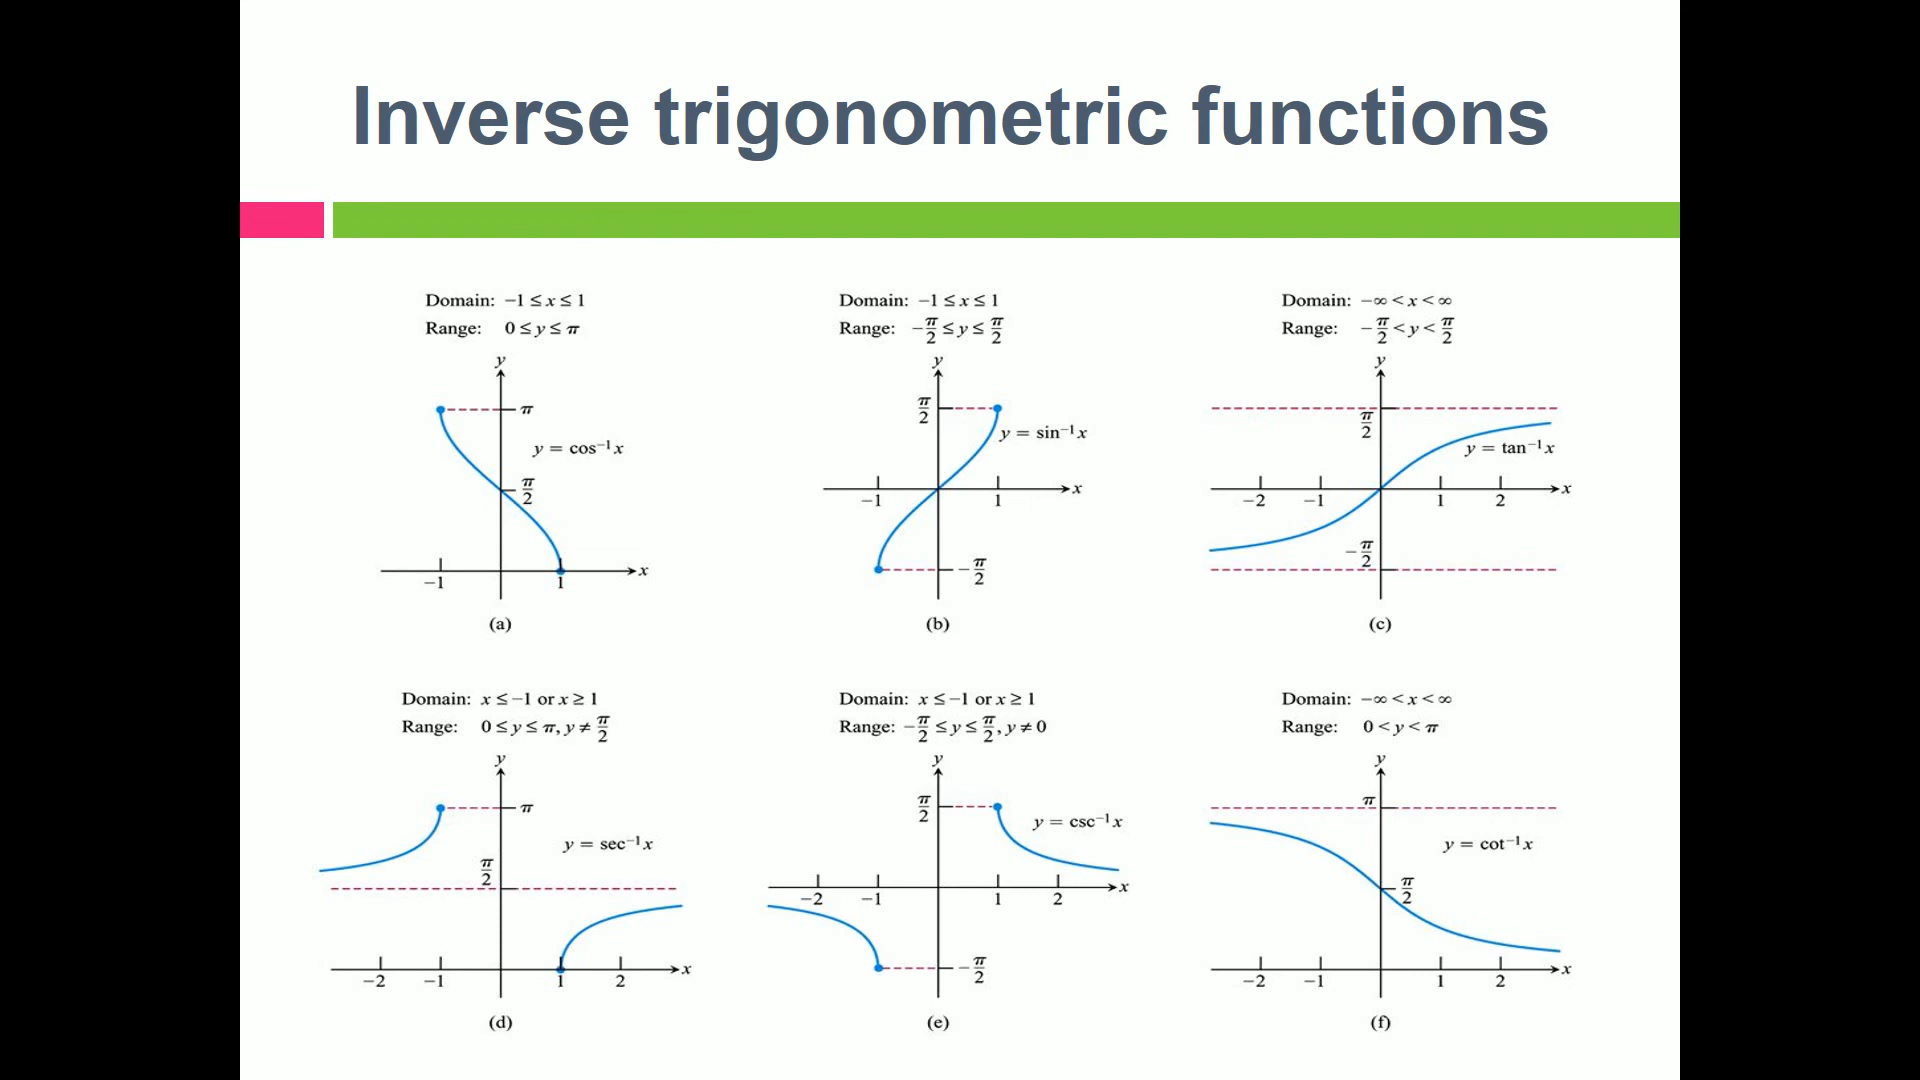 Inverse trigonometric functions
Domain: −1 ≤ x ≤ 1
Range: 0 ≤ y ≤ π
y
π
y = cos⁻¹x
π/2
x
−1
1
(a)
Domain: −1 ≤ x ≤ 1
Range: −π/2 ≤ y ≤ π/2
y
π/2
y = sin⁻¹x
x
−1
1
−π/2
(b)
Domain: −∞ < x < ∞
Range: −π/2 < y < π/2
y
π/2
y = tan⁻¹x
x
−2 −1 1 2
−π/2
(c)
Domain: x ≤ −1 or x ≥ 1
Range: 0 ≤ y ≤ π, y ≠ π/2
y
π
y = sec⁻¹x
π/2
x
−2 −1 1 2
(d)
Domain: x ≤ −1 or x ≥ 1
Range: −π/2 ≤ y ≤ π/2, y ≠ 0
y
π/2
y = csc⁻¹x
x
−2 −1 1 2
−π/2
(e)
Domain: −∞ < x < ∞
Range: 0 < y < π
y
π
y = cot⁻¹x
π/2
x
−2 −1 1 2
(f)